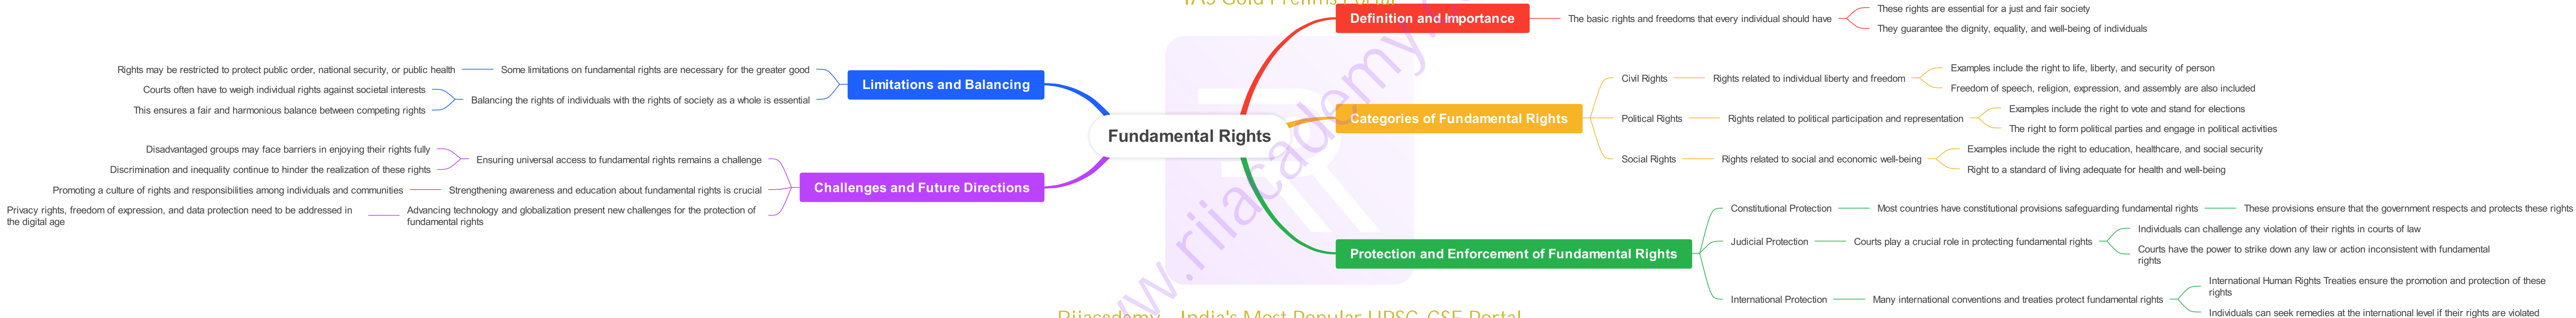 Fundamental Rights
Definition and Importance
The basic rights and freedoms that every individual should have
These rights are essential for a just and fair society
They guarantee the dignity, equality, and well-being of individuals
Categories of Fundamental Rights
Civil Rights
Rights related to individual liberty and freedom
Examples include the right to life, liberty, and security of person
Freedom of speech, religion, expression, and assembly are also included
Political Rights
Rights related to political participation and representation
Examples include the right to vote and stand for elections
The right to form political parties and engage in political activities
Social Rights
Rights related to social and economic well-being
Examples include the right to education, healthcare, and social security
Right to a standard of living adequate for health and well-being
Protection and Enforcement of Fundamental Rights
Constitutional Protection
Most countries have constitutional provisions safeguarding fundamental rights
These provisions ensure that the government respects and protects these rights
Judicial Protection
Courts play a crucial role in protecting fundamental rights
Individuals can challenge any violation of their rights in courts of law
Courts have the power to strike down any law or action inconsistent with fundamental
rights
International Protection
Many international conventions and treaties protect fundamental rights
International Human Rights Treaties ensure the promotion and protection of these
rights
Individuals can seek remedies at the international level if their rights are violated
Limitations and Balancing
Some limitations on fundamental rights are necessary for the greater good
Rights may be restricted to protect public order, national security, or public health
Balancing the rights of individuals with the rights of society as a whole is essential
Courts often have to weigh individual rights against societal interests
This ensures a fair and harmonious balance between competing rights
Challenges and Future Directions
Ensuring universal access to fundamental rights remains a challenge
Disadvantaged groups may face barriers in enjoying their rights fully
Discrimination and inequality continue to hinder the realization of these rights
Strengthening awareness and education about fundamental rights is crucial
Promoting a culture of rights and responsibilities among individuals and communities
Advancing technology and globalization present new challenges for the protection of
fundamental rights
Privacy rights, freedom of expression, and data protection need to be addressed in
the digital age
IAS Gold Prelims Portal
Rijacademy - India's Most Popular UPSC-CSE Portal